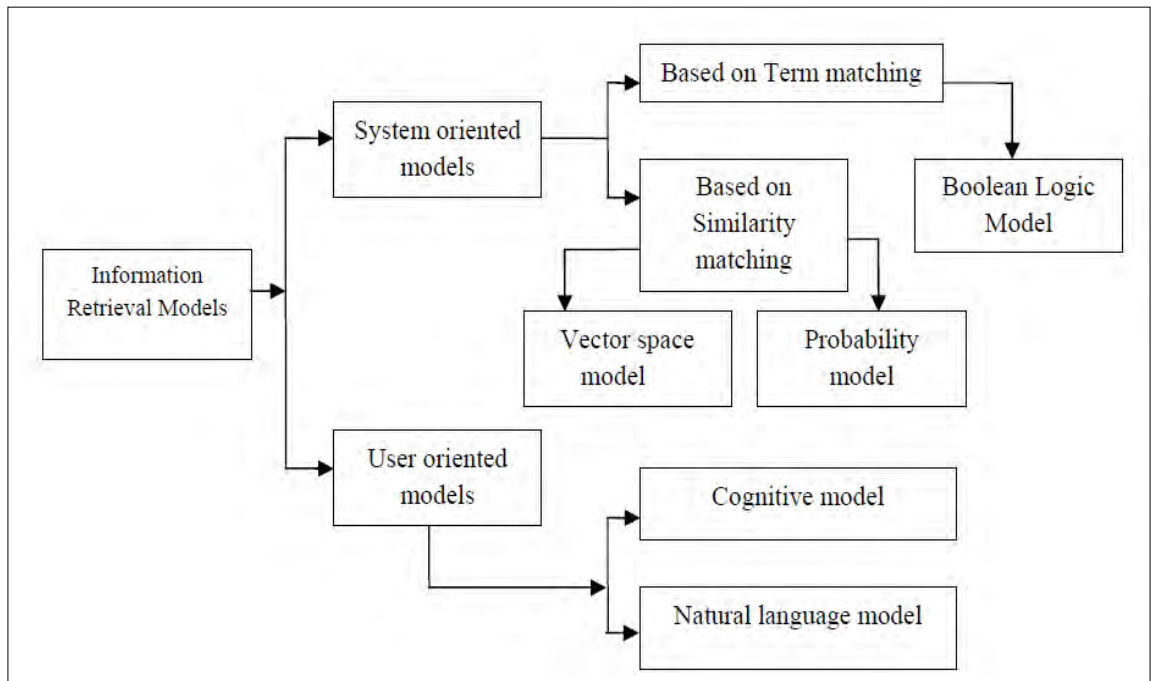 Information
Retrieval Models
System oriented
models
Based on Term matching
Based on
Similarity
matching
Boolean Logic
Model
Vector space
model
Probability
model
User oriented
models
Cognitive model
Natural language model